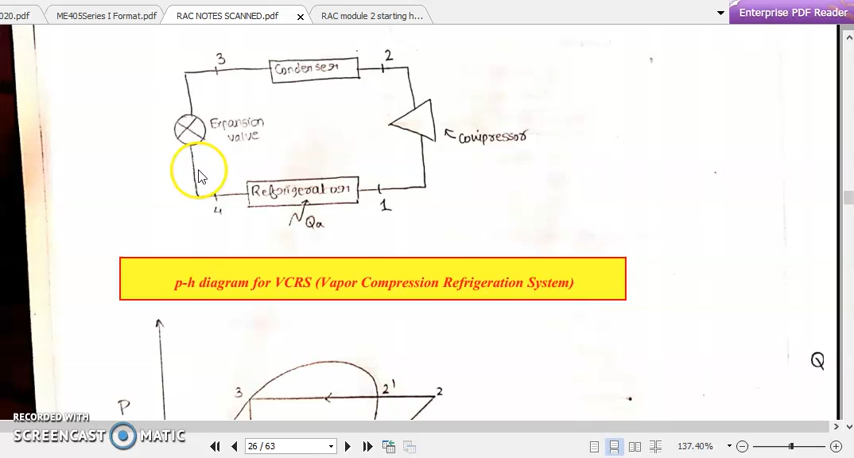 020.pdf
ME405Series I Format.pdf
RAC NOTES SCANNED.pdf
x
RAC module 2 starting h...
Enterprise PDF Reader
3
Condenser
2
Expansion
valve
Compressor
Refrigerator
4
1
Qa
p-h diagram for VCRS (Vapor Compression Refrigeration System)
Q
3
2'
2
P
RECORDED WITH
SCREENCAST MATIC
26 / 63
137.40%